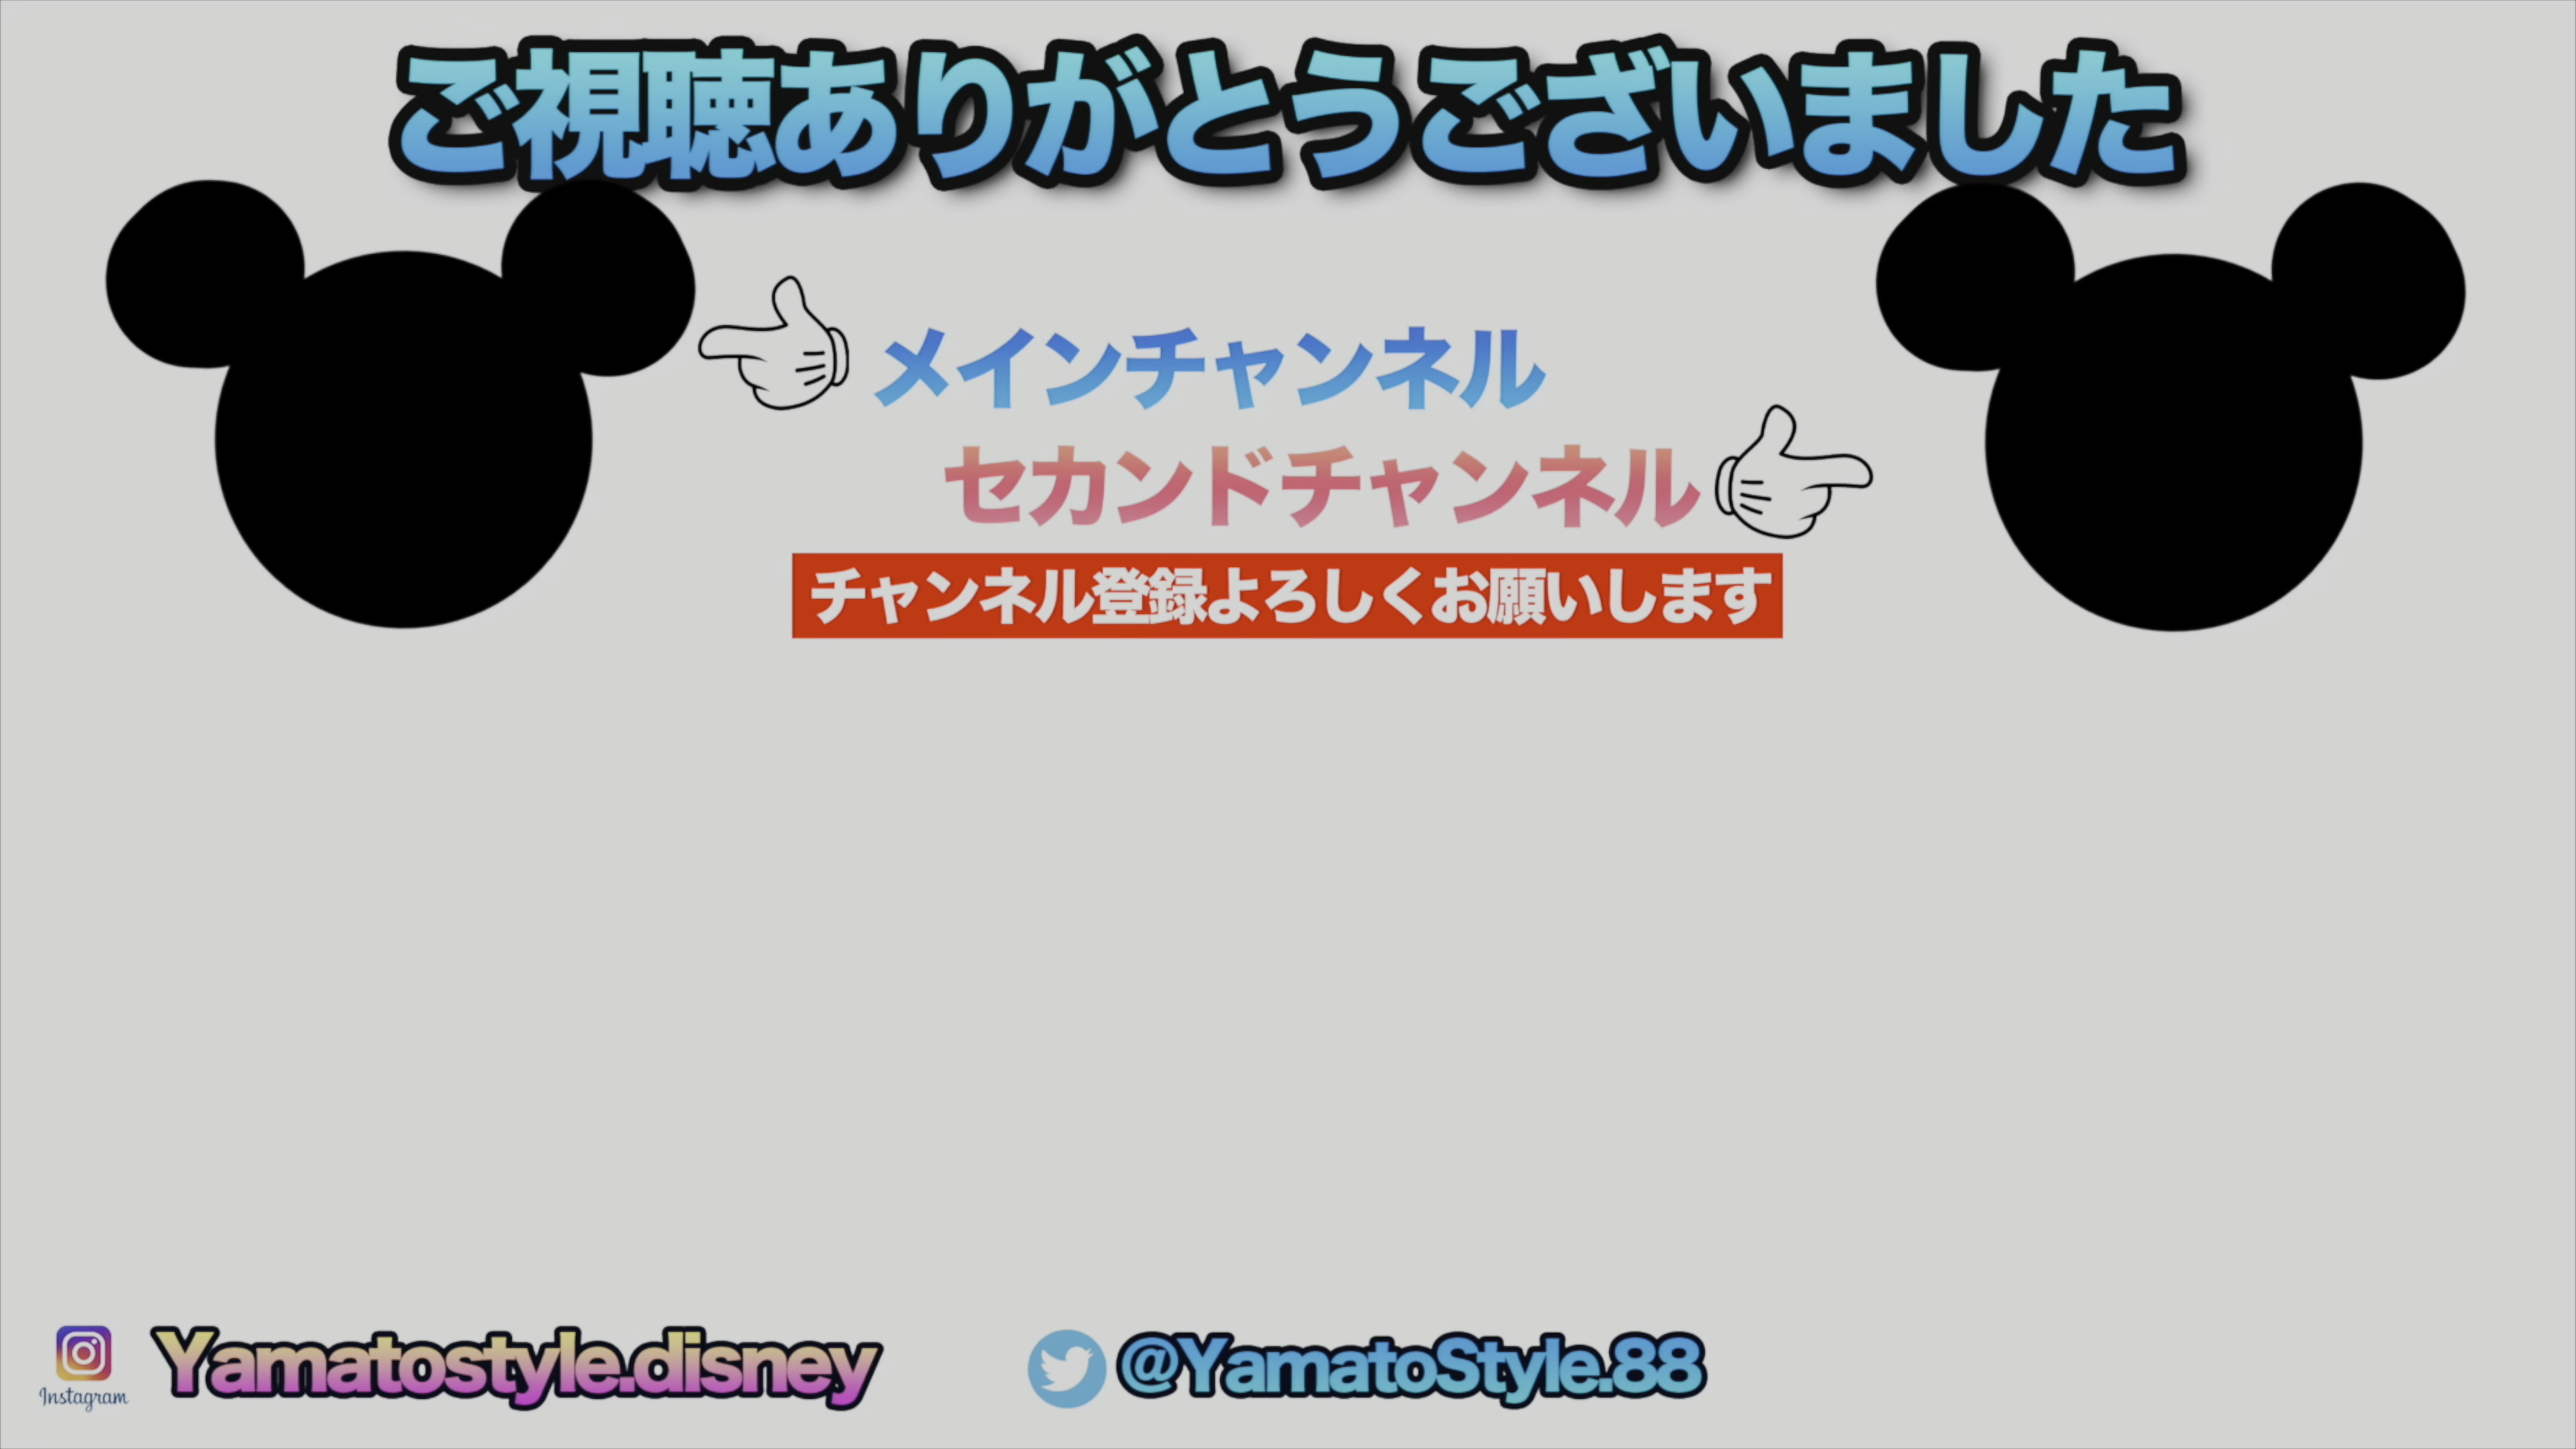 ご視聴ありがとうございました
メインチャンネル
セカンドチャンネル
チャンネル登録よろしくお願いします
Instagram
Yamatostyle.disney
@YamatoStyle.88